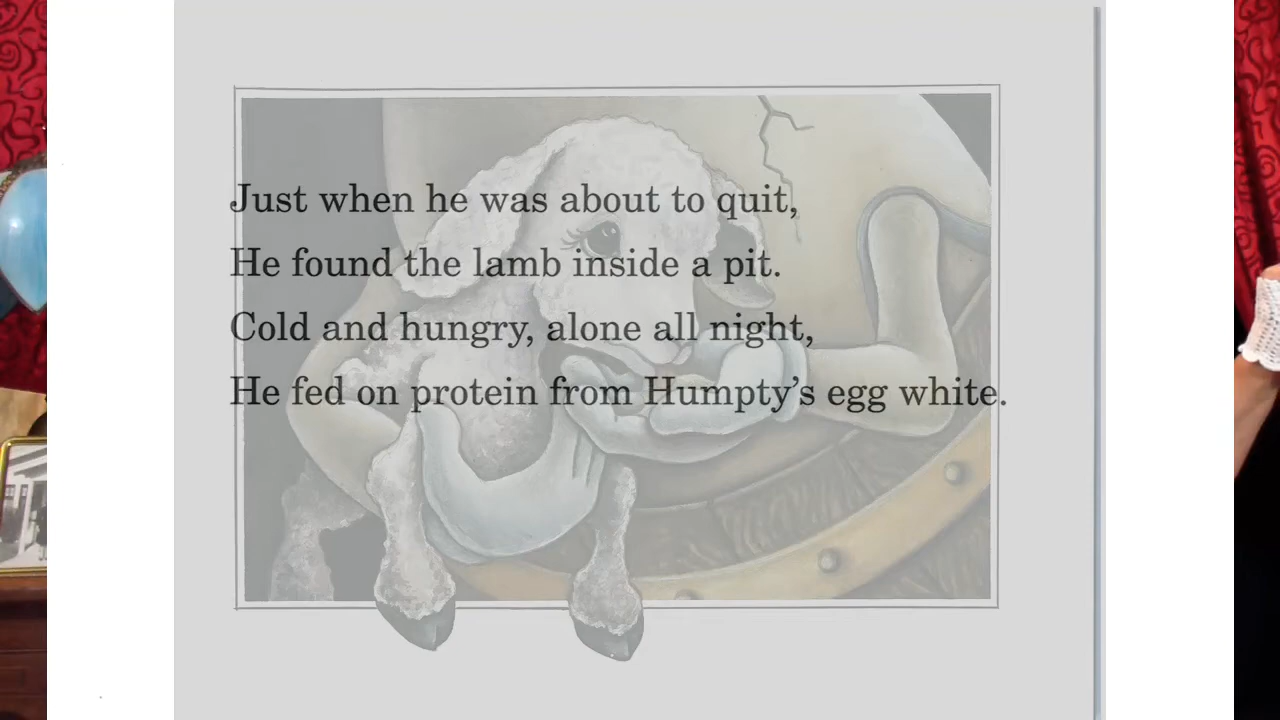 Just when he was about to quit,
He found the lamb inside a pit.
Cold and hungry, alone all night,
He fed on protein from Humpty's egg white.